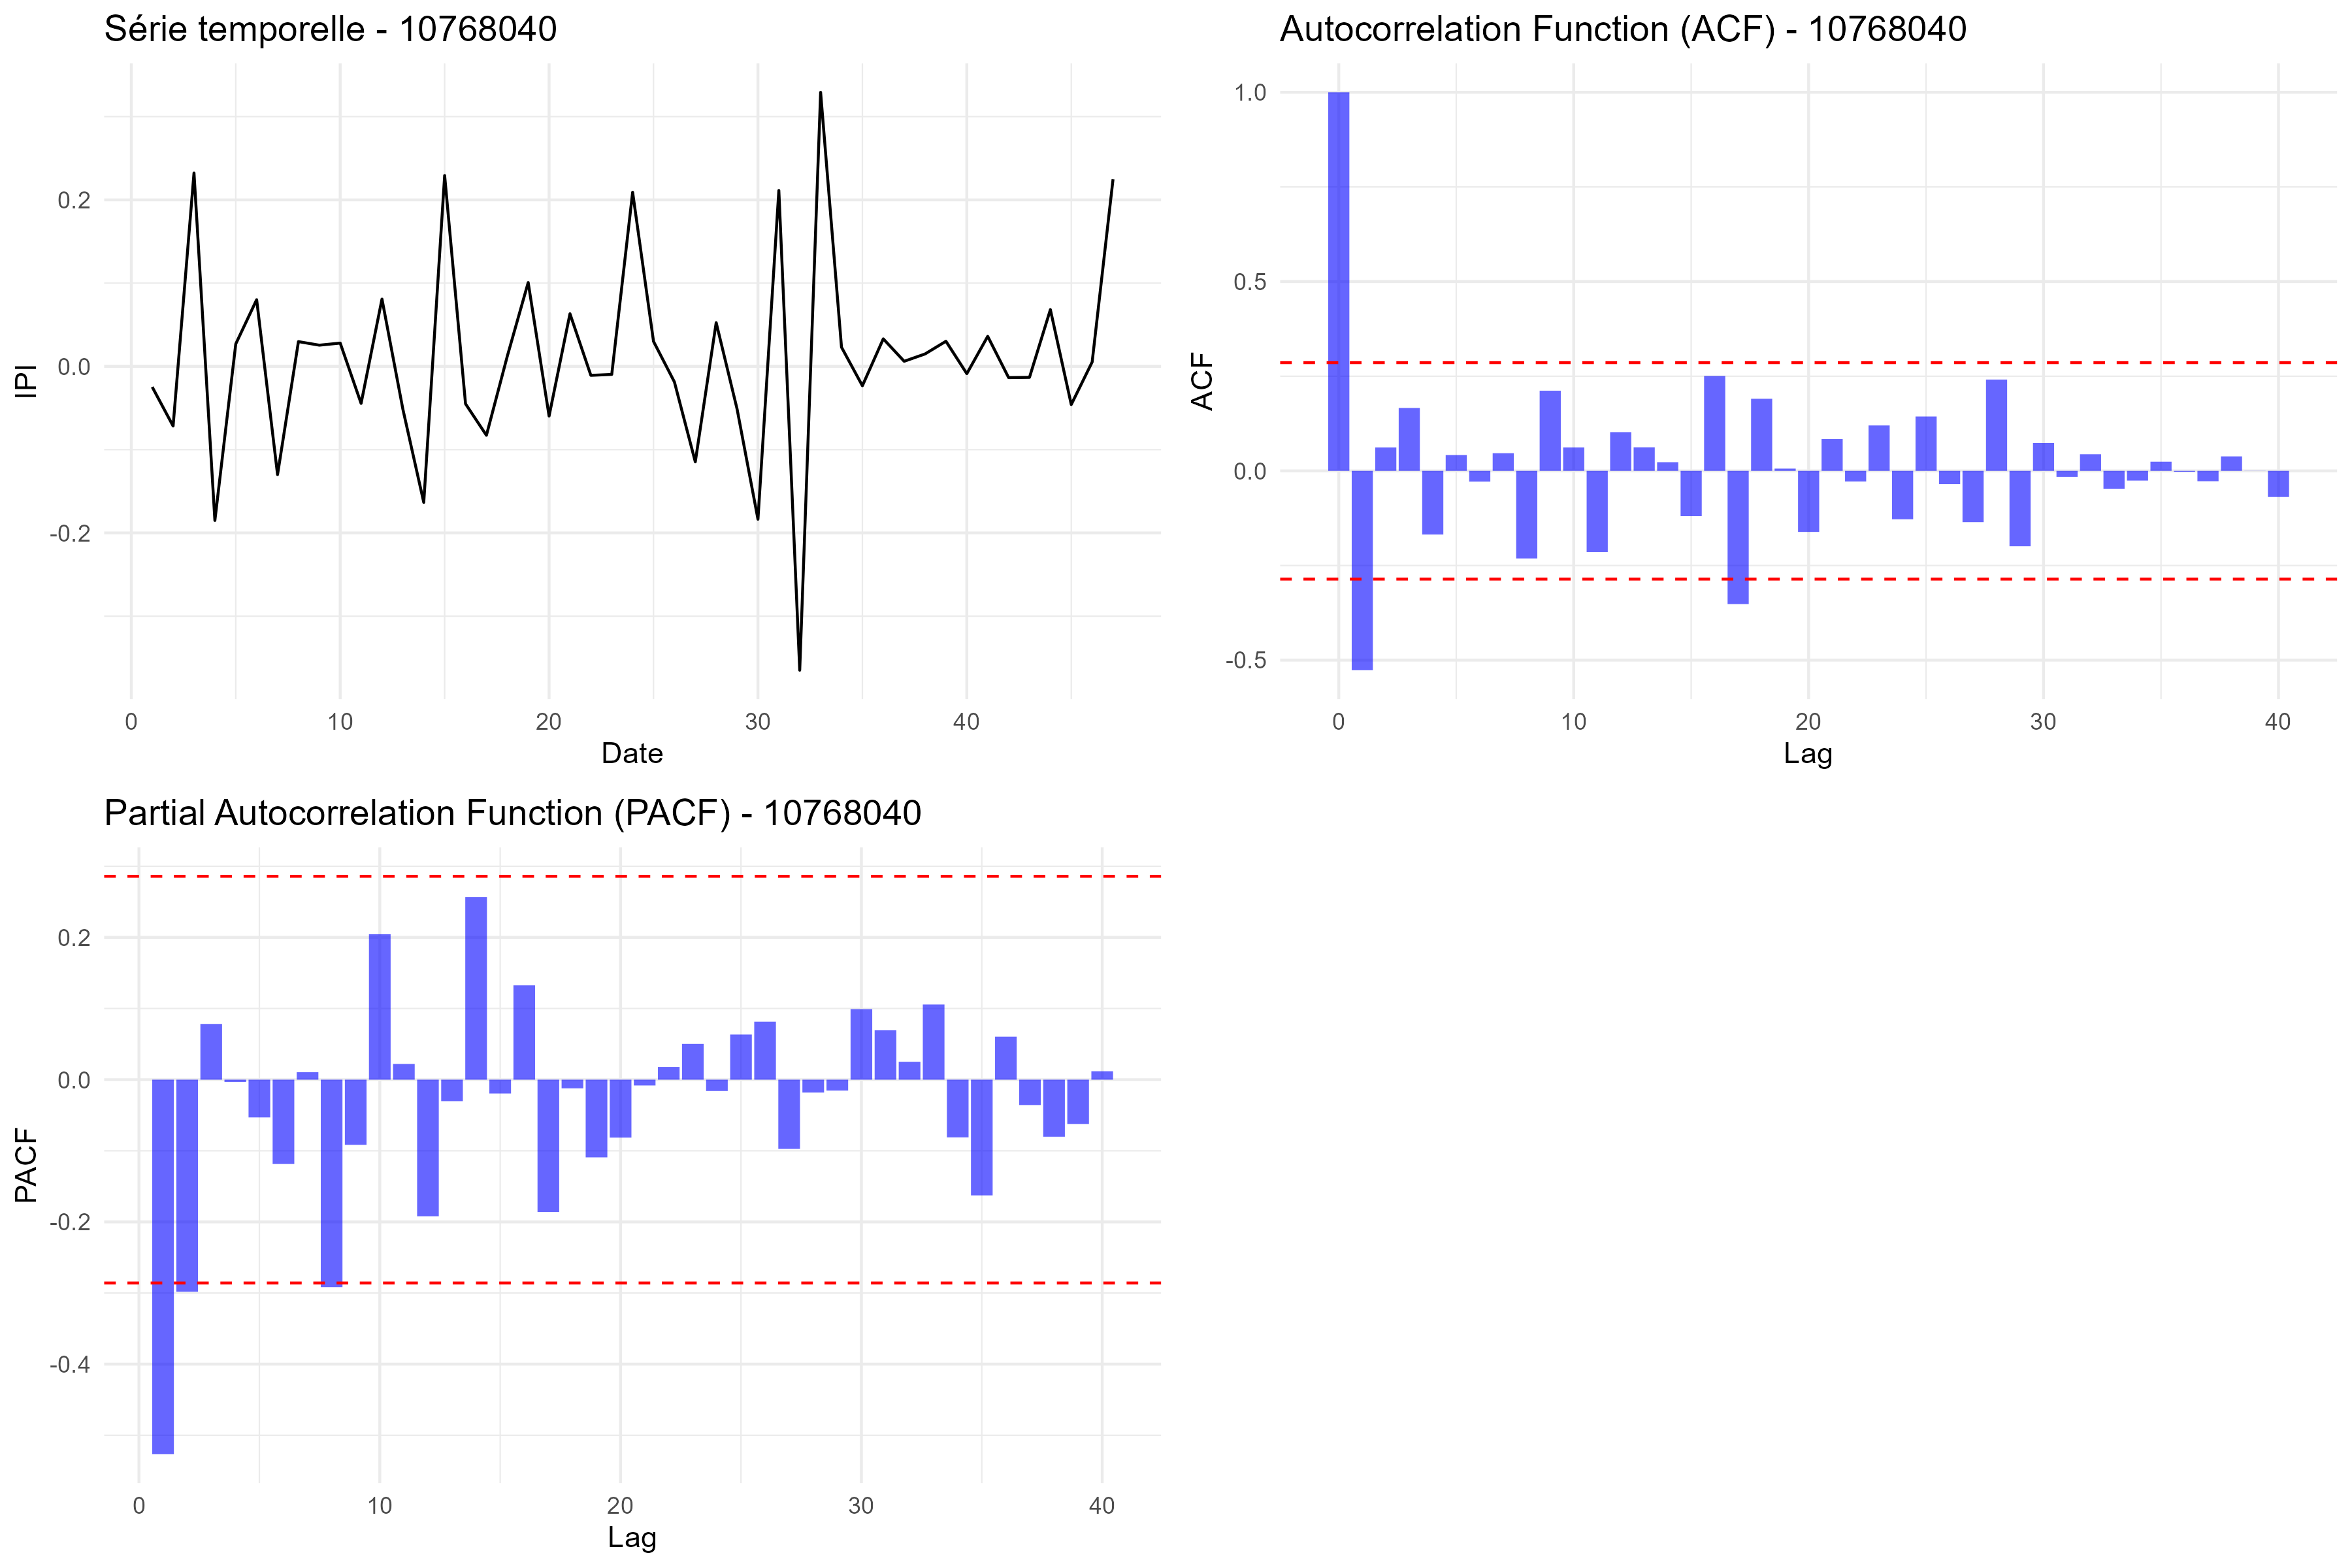 Série temporelle - 10768040
0.2
0.0
-0.2
IPI
0 10 20 30 40
Date
Autocorrelation Function (ACF) - 10768040
1.0
0.5
0.0
-0.5
ACF
0 10 20 30 40
Lag
Partial Autocorrelation Function (PACF) - 10768040
0.2
0.0
-0.2
-0.4
PACF
0 10 20 30 40
Lag